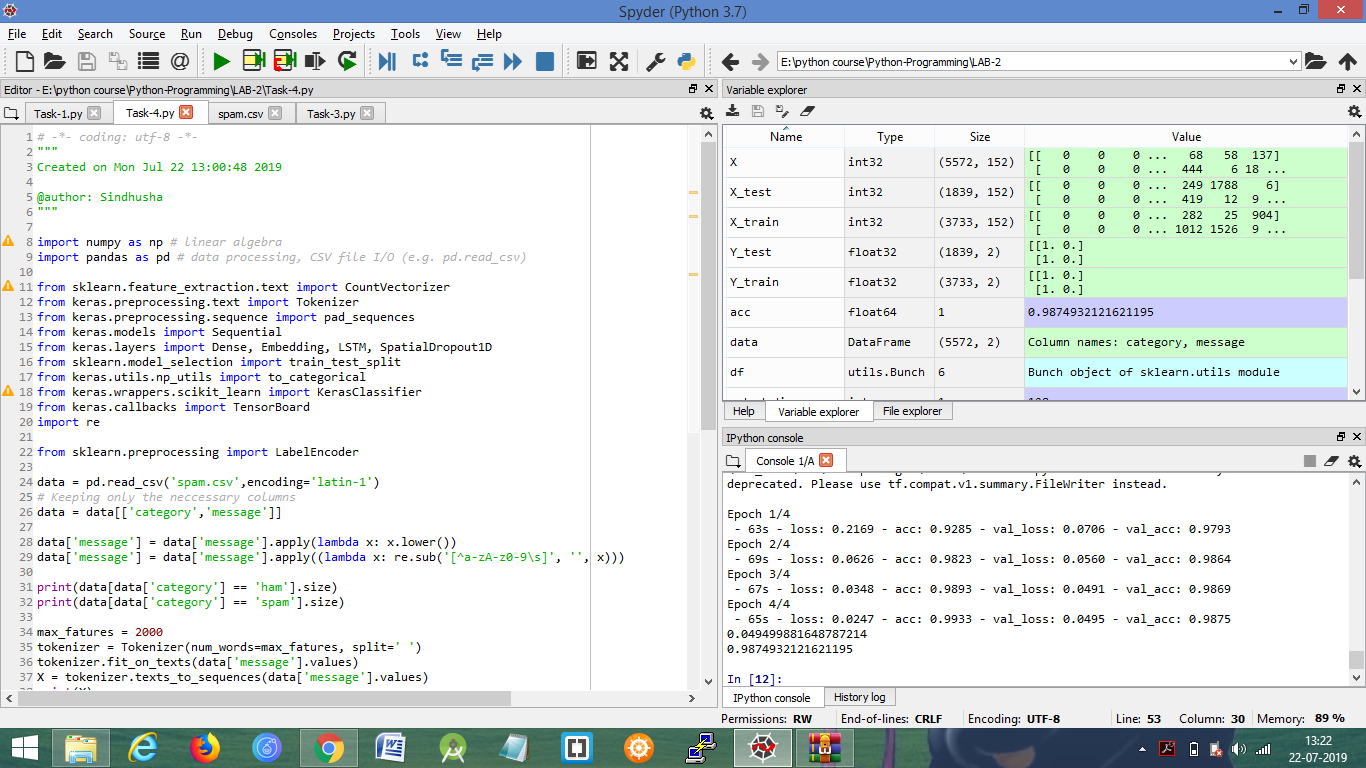 Spyder (Python 3.7)
File Edit Search Source Run Debug Consoles Projects Tools View Help
E:\python course\Python-Programming\LAB-2
Editor - E:\python course\Python-Programming\LAB-2\Task-4.py
Task-1.py Task-4.py spam.csv Task-3.py
1 # -*- coding: utf-8 -*-
2 """
3 Created on Mon Jul 22 13:00:48 2019
4
5 @author: Sindhusha
6 """
7
8 import numpy as np # linear algebra
9 import pandas as pd # data processing, CSV file I/O (e.g. pd.read_csv)
10
11 from sklearn.feature_extraction.text import CountVectorizer
12 from keras.preprocessing.text import Tokenizer
13 from keras.preprocessing.sequence import pad_sequences
14 from keras.models import Sequential
15 from keras.layers import Dense, Embedding, LSTM, SpatialDropout1D
16 from sklearn.model_selection import train_test_split
17 from keras.utils.np_utils import to_categorical
18 from keras.wrappers.scikit_learn import KerasClassifier
19 from keras.callbacks import TensorBoard
20 import re
21
22 from sklearn.preprocessing import LabelEncoder
23
24 data = pd.read_csv('spam.csv',encoding='latin-1')
25 # Keeping only the neccessary columns
26 data = data[['category','message']]
27
28 data['message'] = data['message'].apply(lambda x: x.lower())
29 data['message'] = data['message'].apply((lambda x: re.sub('[^a-zA-z0-9\s]', '', x)))
30
31 print(data[data['category'] == 'ham'].size)
32 print(data[data['category'] == 'spam'].size)
33
34 max_fatures = 2000
35 tokenizer = Tokenizer(num_words=max_fatures, split=' ')
36 tokenizer.fit_on_texts(data['message'].values)
37 X = tokenizer.texts_to_sequences(data['message'].values)
Variable explorer
Name Type Size Value
X int32 (5572, 152) [[ 0 0 0 ... 68 58 137]
[ 0 0 0 ... 444 6 18 ...
X_test int32 (1839, 152) [[ 0 0 0 ... 249 1788 6]
[ 0 0 0 ... 419 12 9 ...
X_train int32 (3733, 152) [[ 0 0 0 ... 282 25 904]
[ 0 0 0 ... 1012 1526 9 ...
Y_test float32 (1839, 2) [[1. 0.]
[1. 0.]
Y_train float32 (3733, 2) [[1. 0.]
[1. 0.]
acc float64 1 0.9874932121621195
data DataFrame (5572, 2) Column names: category, message
df utils.Bunch 6 Bunch object of sklearn.utils module
Help Variable explorer File explorer
IPython console
Console 1/A
deprecated. Please use tf.compat.v1.summary.FileWriter instead.
Epoch 1/4
- 63s - loss: 0.2169 - acc: 0.9285 - val_loss: 0.0706 - val_acc: 0.9793
Epoch 2/4
- 69s - loss: 0.0626 - acc: 0.9823 - val_loss: 0.0560 - val_acc: 0.9864
Epoch 3/4
- 67s - loss: 0.0348 - acc: 0.9893 - val_loss: 0.0491 - val_acc: 0.9869
Epoch 4/4
- 65s - loss: 0.0247 - acc: 0.9933 - val_loss: 0.0495 - val_acc: 0.9875
0.049499881648787214
0.9874932121621195
In [12]:
IPython console History log
Permissions: RW End-of-lines: CRLF Encoding: UTF-8 Line: 53 Column: 30 Memory: 89 %
13:22
22-07-2019